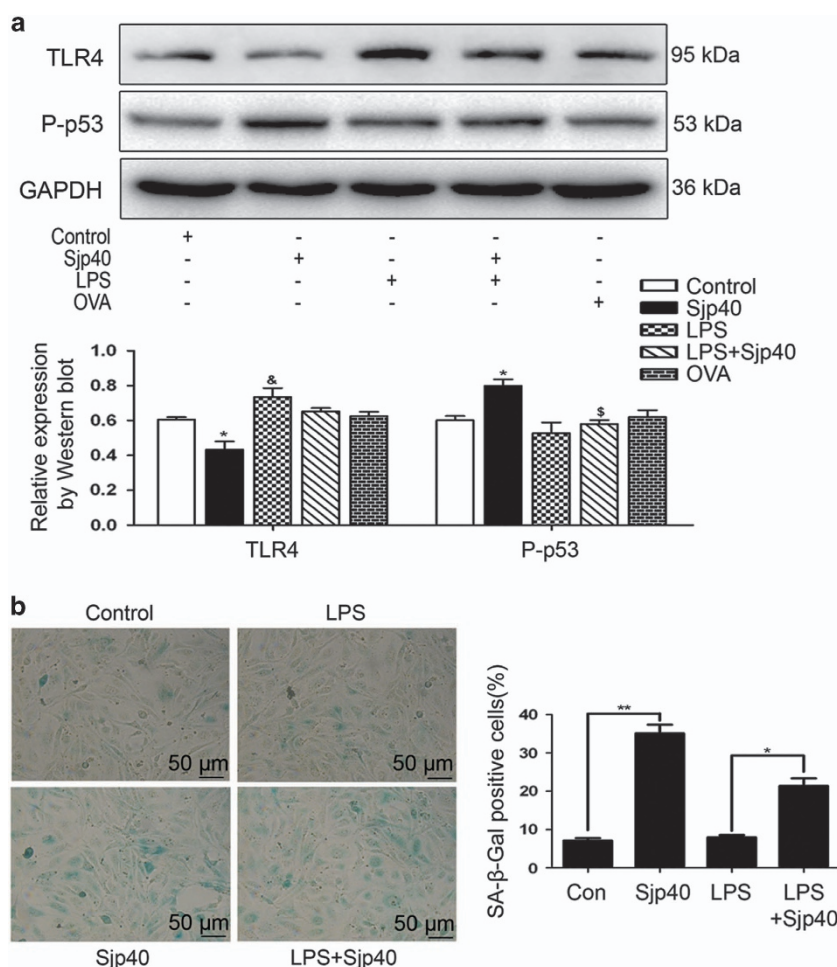 a
TLR4 95 kDa
P-p53 53 kDa
GAPDH 36 kDa
Control + - - - -
Sjp40 - + - + -
LPS - - + + -
OVA - - - - +
Control
Sjp40
LPS
LPS+Sjp40
OVA
Relative expression
by Western blot
1.0
0.8
0.6
0.4
0.2
0.0
* & * $
TLR4 P-p53
b
Control LPS
50 µm 50 µm
50 µm 50 µm
Sjp40 LPS+Sjp40
SA-β-Gal positive cells(%)
50
40
30
20
10
0
** *
Con Sjp40 LPS LPS
+Sjp40